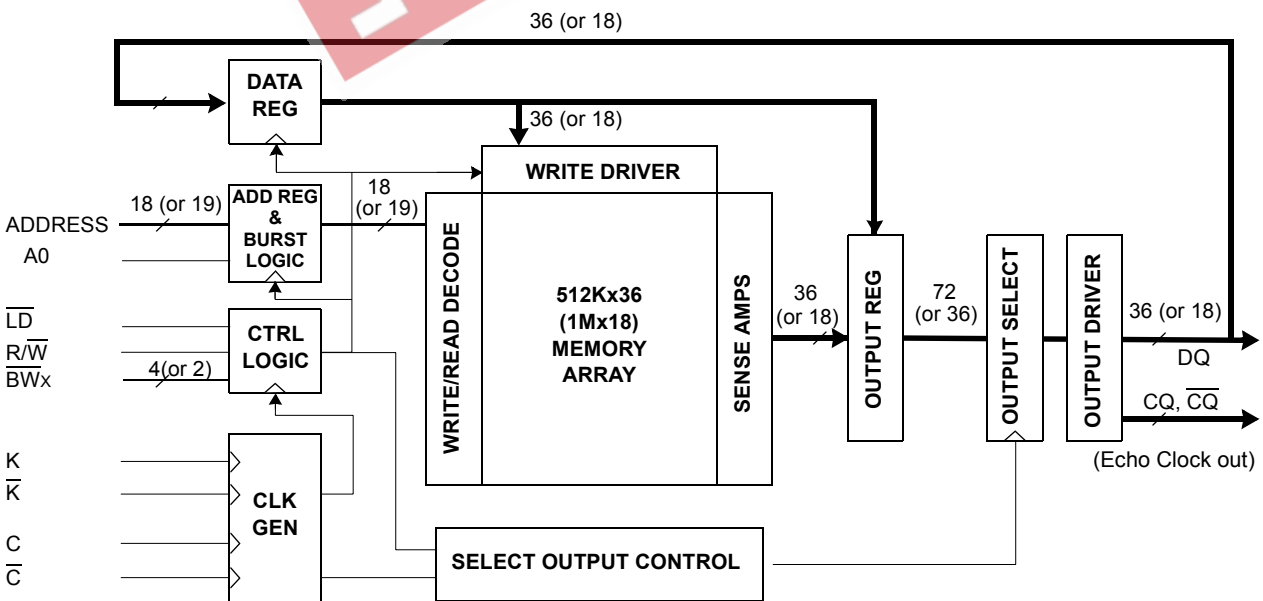 36 (or 18)
DATA
REG
36 (or 18)
WRITE DRIVER
ADDRESS
18 (or 19)
A0
ADD REG
&
BURST
LOGIC
18
(or 19)
WRITE/READ DECODE
512Kx36
(1Mx18)
MEMORY
ARRAY
SENSE AMPS
36
(or 18)
OUTPUT REG
72
(or 36)
OUTPUT SELECT
OUTPUT DRIVER
36 (or 18)
DQ
CQ, C̅Q̅
(Echo Clock out)
L̅D̅
R/W̅
B̅W̅x
4(or 2)
CTRL
LOGIC
K
K̅
C
C̅
CLK
GEN
SELECT OUTPUT CONTROL